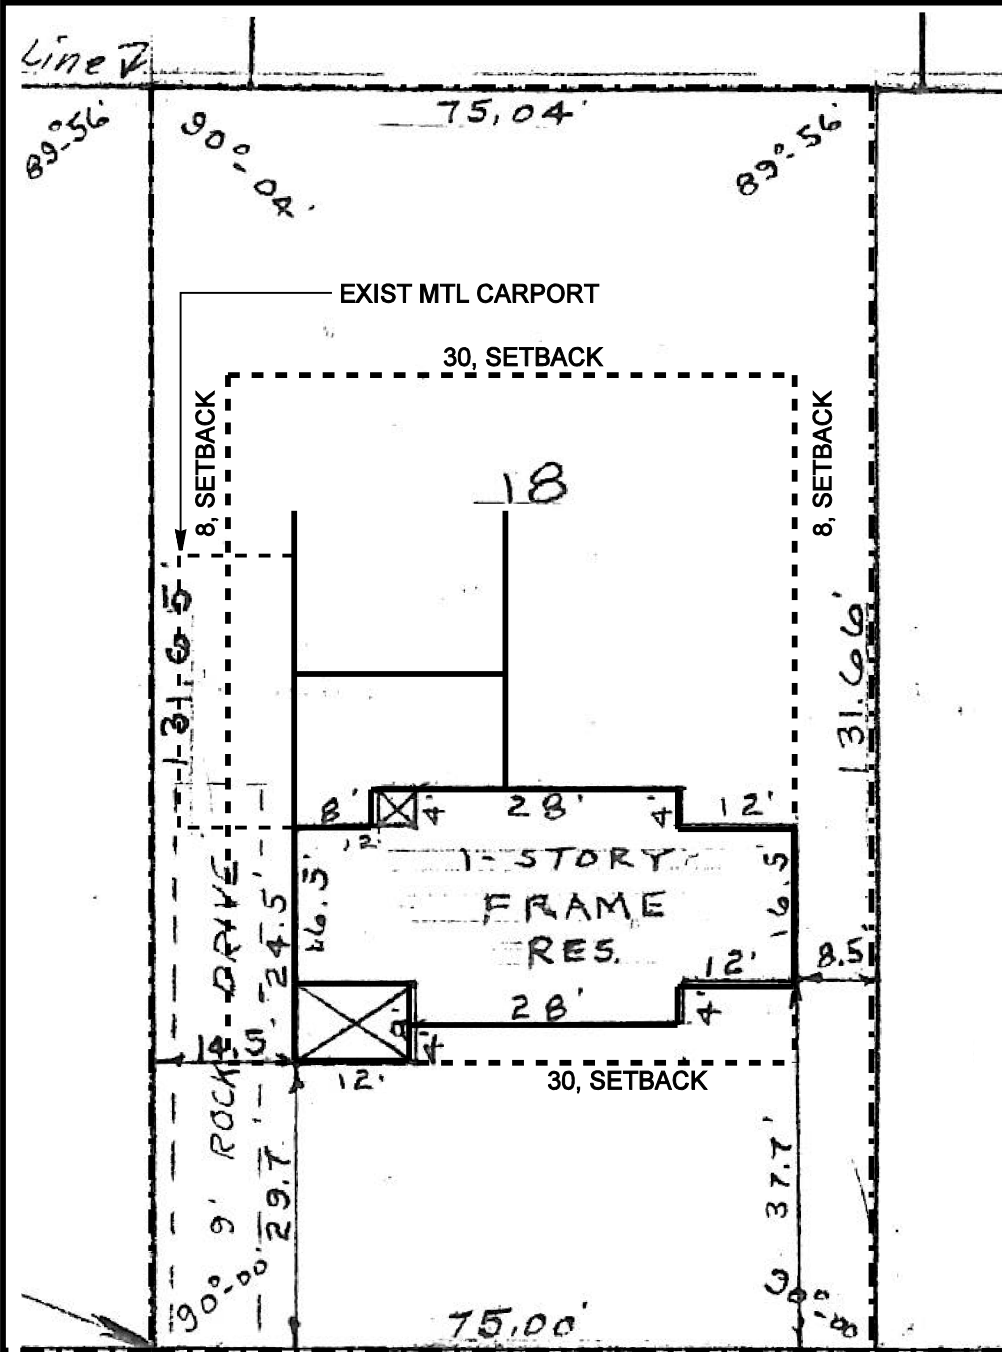 Line
75.04'
89°-56'
90°-04'
89°-56'
EXIST MTL CARPORT
30, SETBACK
8, SETBACK
8, SETBACK
18
131.65'
131.66'
8'
4'
28'
4'
12'
12'
1-STORY
FRAME
RES.
16.5'
16.5
24.5'
9' ROCK DRIVE
12'
8.5'
28'
4'
8'
4'
14.5'
12'
30, SETBACK
29.7'
37.7'
90°-00'
75.00'
90°-00'